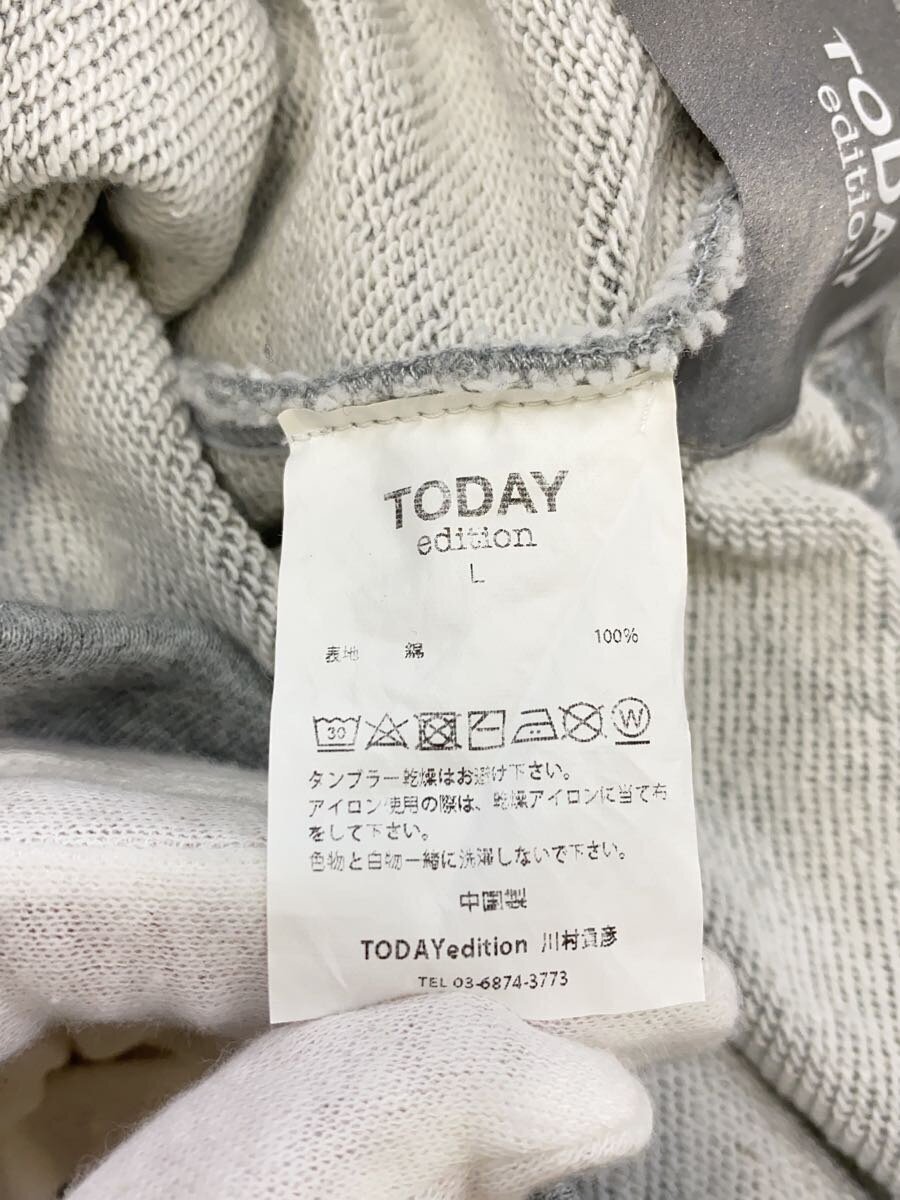 TODAY
edition
TODAY
edition
L
表地 綿 100%
30
W
タンブラー乾燥はお避け下さい。
アイロン使用の際は、乾燥アイロンに当て布
をして下さい。
色物と白物一緒に洗濯しないで下さい。
中国製
TODAYedition 川村貴彦
TEL 03-6874-3773